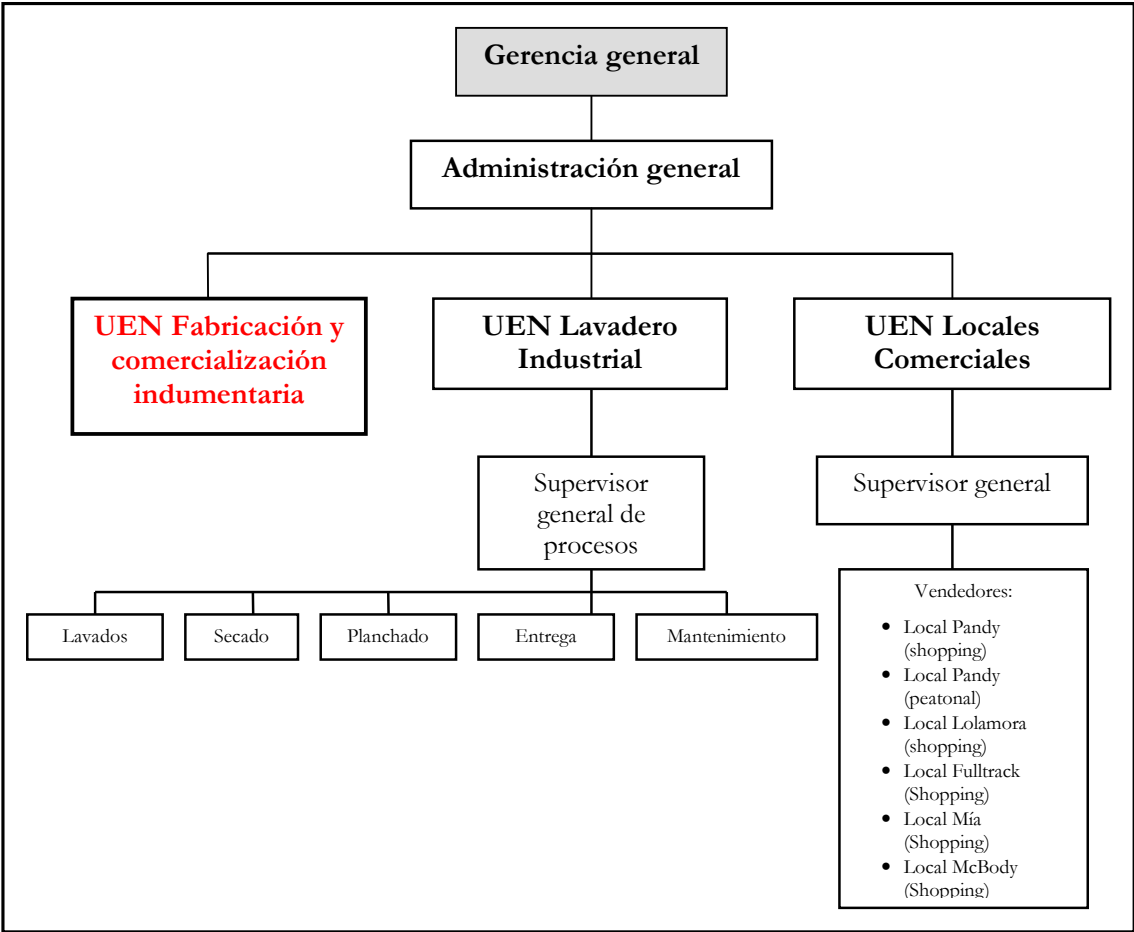 Gerencia general
Administración general
UEN Fabricación y
comercialización
indumentaria
UEN Lavadero
Industrial
UEN Locales
Comerciales
Supervisor
general de
procesos
Supervisor general
Lavados
Secado
Planchado
Entrega
Mantenimiento
Vendedores:
• Local Pandy
(shopping)
• Local Pandy
(peatonal)
• Local Lolamora
(shopping)
• Local Fulltrack
(Shopping)
• Local Mía
(Shopping)
• Local McBody
(Shopping)